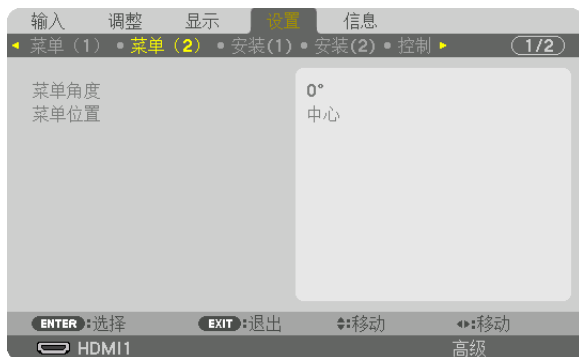 输入 调整 显示 设置 信息
◂ 菜单（1） ● 菜单（2） ● 安装(1) ● 安装(2) ● 控制 ▸ 1/2
菜单角度 0°
菜单位置 中心
ENTER:选择 EXIT:退出 :移动 :移动
HDMI1 高级